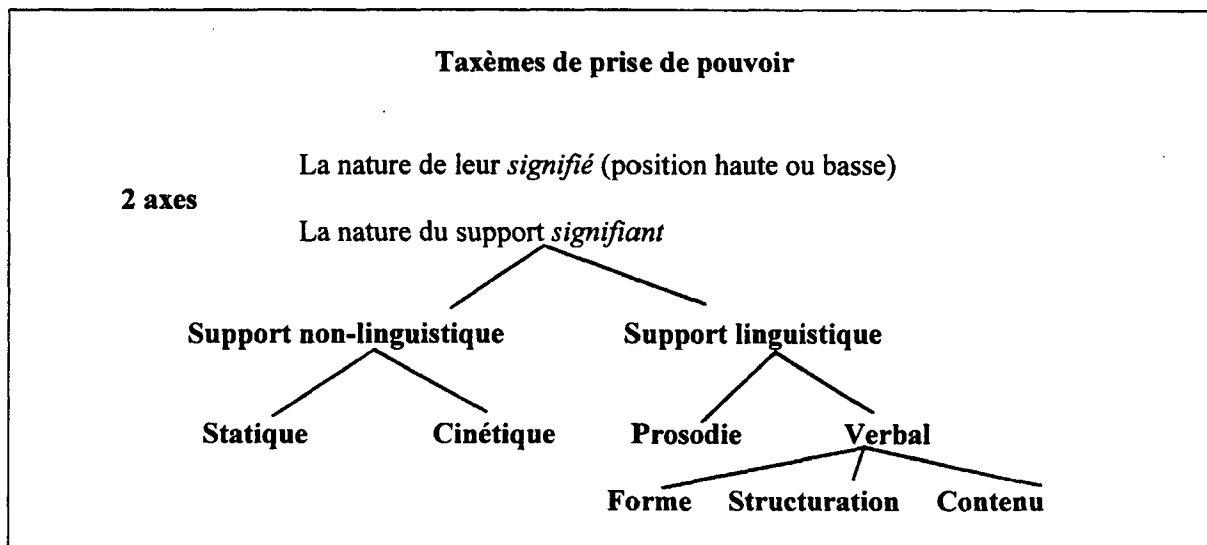 Taxèmes de prise de pouvoir
La nature de leur signifié (position haute ou basse)
2 axes
La nature du support signifiant
Support non-linguistique Support linguistique
Statique Cinétique Prosodie Verbal
Forme Structuration Contenu